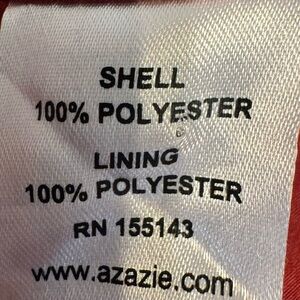 SHELL
100% POLYESTER
LINING
100% POLYESTER
RN 155143
www.azazie.com